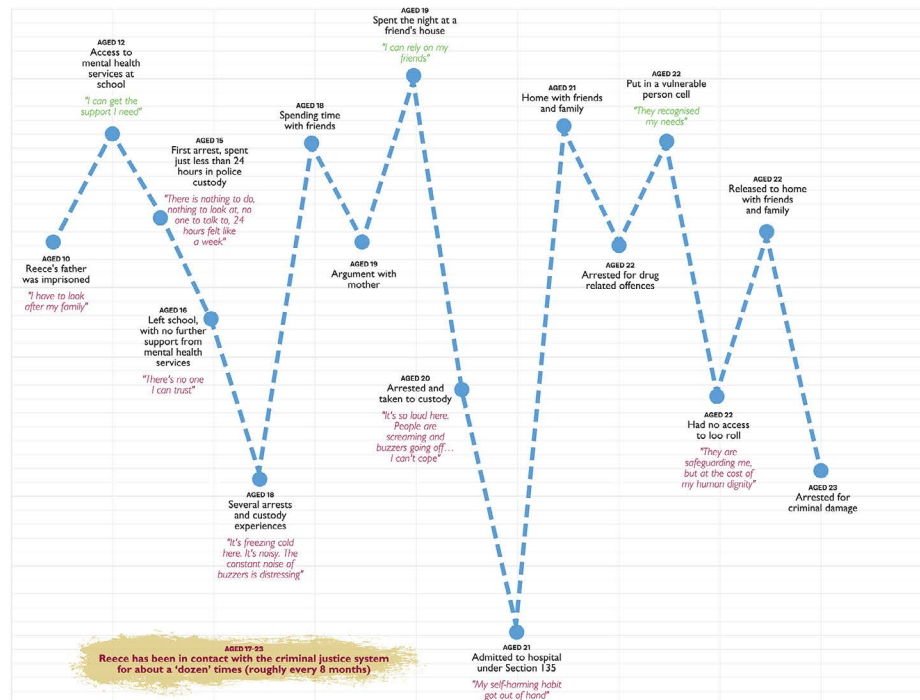 AGED 10
Reece's father
was imprisoned
"I have to look
after my family"
AGED 12
Access to
mental health
services at
school
"I can get the
support I need"
AGED 15
First arrest, spent
just less than 24
hours in police
custody
"There is nothing to do,
nothing to look at, no
one to talk to, 24
hours felt like
a week"
AGED 16
Left school,
with no further
support from
mental health
services
"There's no one
I can trust"
AGED 18
Several arrests
and custody
experiences
"It's freezing cold
here. It's noisy. The
constant noise of
buzzers is distressing"
AGED 18
Spending time
with friends
AGED 19
Argument with
mother
AGED 19
Spent the night at a
friend's house
"I can rely on my
friends"
AGED 20
Arrested and
taken to custody
"It's so loud here.
People are
screaming and
buzzers going off…
I can't cope"
AGED 21
Admitted to hospital
under Section 135
"My self-harming habit
got out of hand"
AGED 21
Home with friends
and family
AGED 22
Arrested for drug
related offences
AGED 22
Put in a vulnerable
person cell
"They recognised
my needs"
AGED 22
Had no access
to loo roll
"They are
safeguarding me,
but at the cost of
my human dignity"
AGED 22
Released to home
with friends
and family
AGED 23
Arrested for
criminal damage
AGED 17-23
Reece has been in contact with the criminal justice system
for about a 'dozen' times (roughly every 8 months)